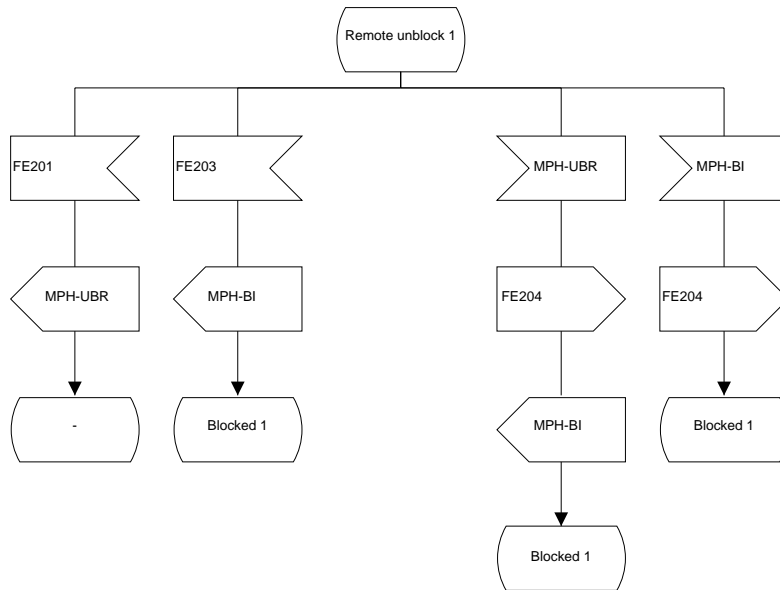 Remote unblock 1
FE201
FE203
MPH-UBR
MPH-BI
MPH-UBR
MPH-BI
FE204
FE204
-
Blocked 1
MPH-BI
Blocked 1
Blocked 1